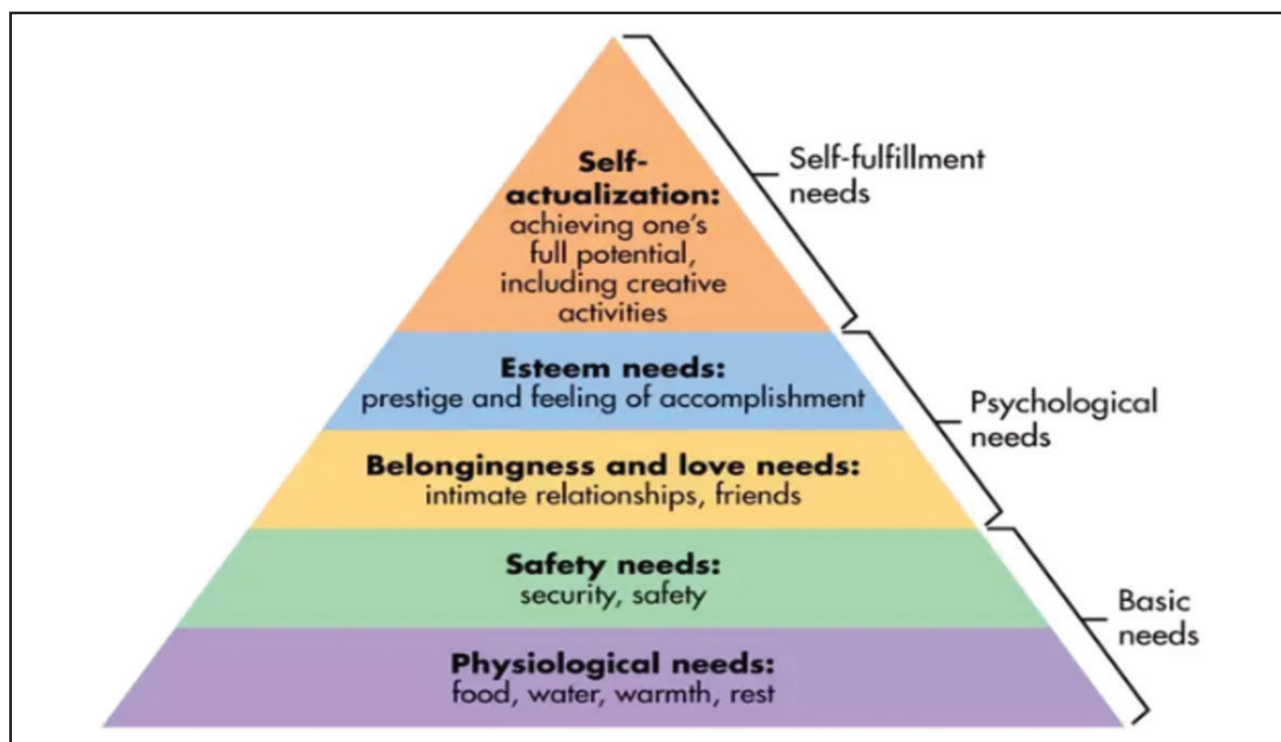 Self-
actualization:
achieving one's
full potential,
including creative
activities
Self-fulfillment
needs
Esteem needs:
prestige and feeling of accomplishment
Psychological
needs
Belongingness and love needs:
intimate relationships, friends
Safety needs:
security, safety
Basic
needs
Physiological needs:
food, water, warmth, rest